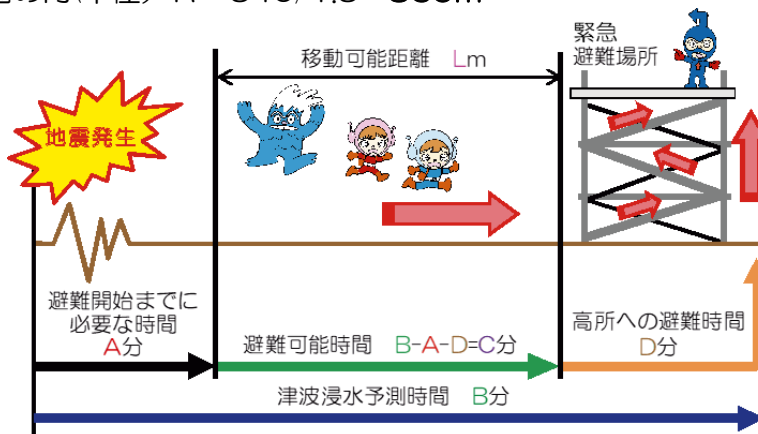 移動可能距離 Lm
緊急
避難場所
地震発生
避難開始までに
必要な時間
A分
避難可能時間 B-A-D=C分
高所への避難時間
D分
津波浸水予測時間 B分